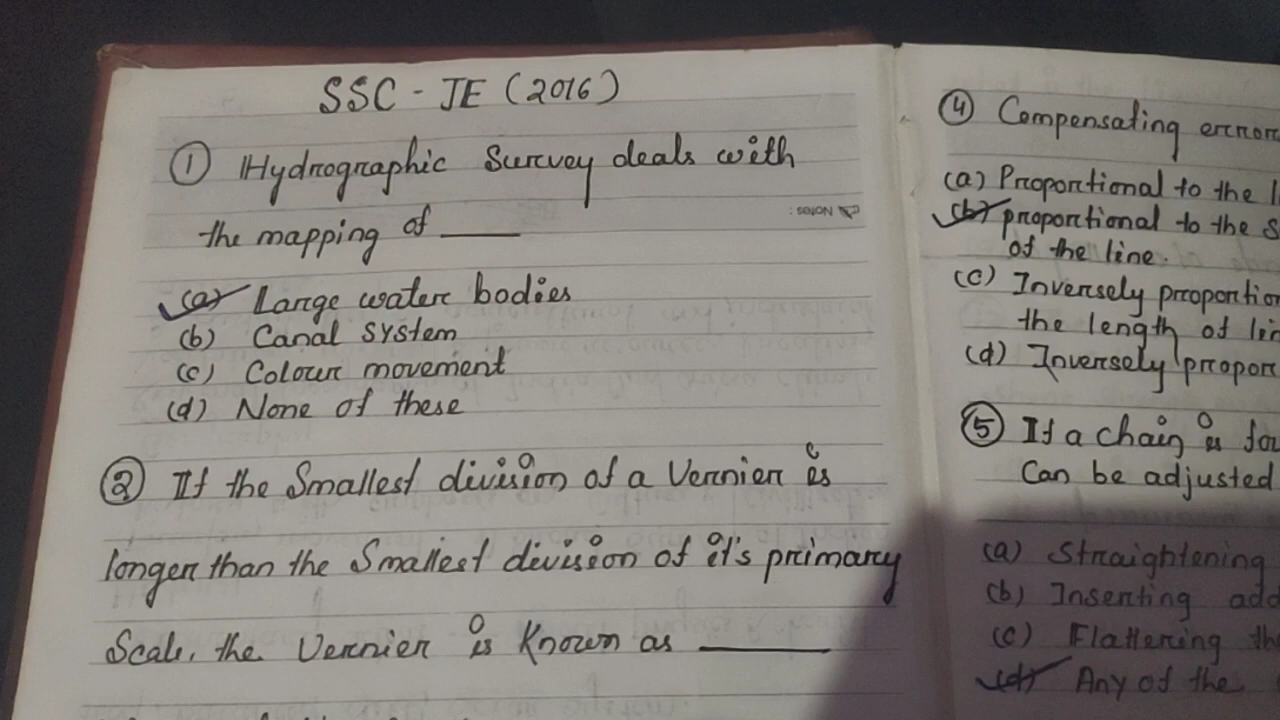 SSC - JE (2016)
① Hydrographic Survey deals with
the mapping of ____
Notes :
(a) Large water bodies
(b) Canal System
(c) Colour movement
(d) None of these
② If the Smallest division of a Vernier is
longer than the Smallest division of it's primary
Scale, the Vernier is Known as ____
④ Compensating error
(a) Proportional to the
(b) proportional to the
of the line.
(c) Inversely
the length of
(d) Inversely
⑤ If a chain is
Can be adjusted
(a) Straightening
(b) Inserting
(c) Flattering
(d) Any of the